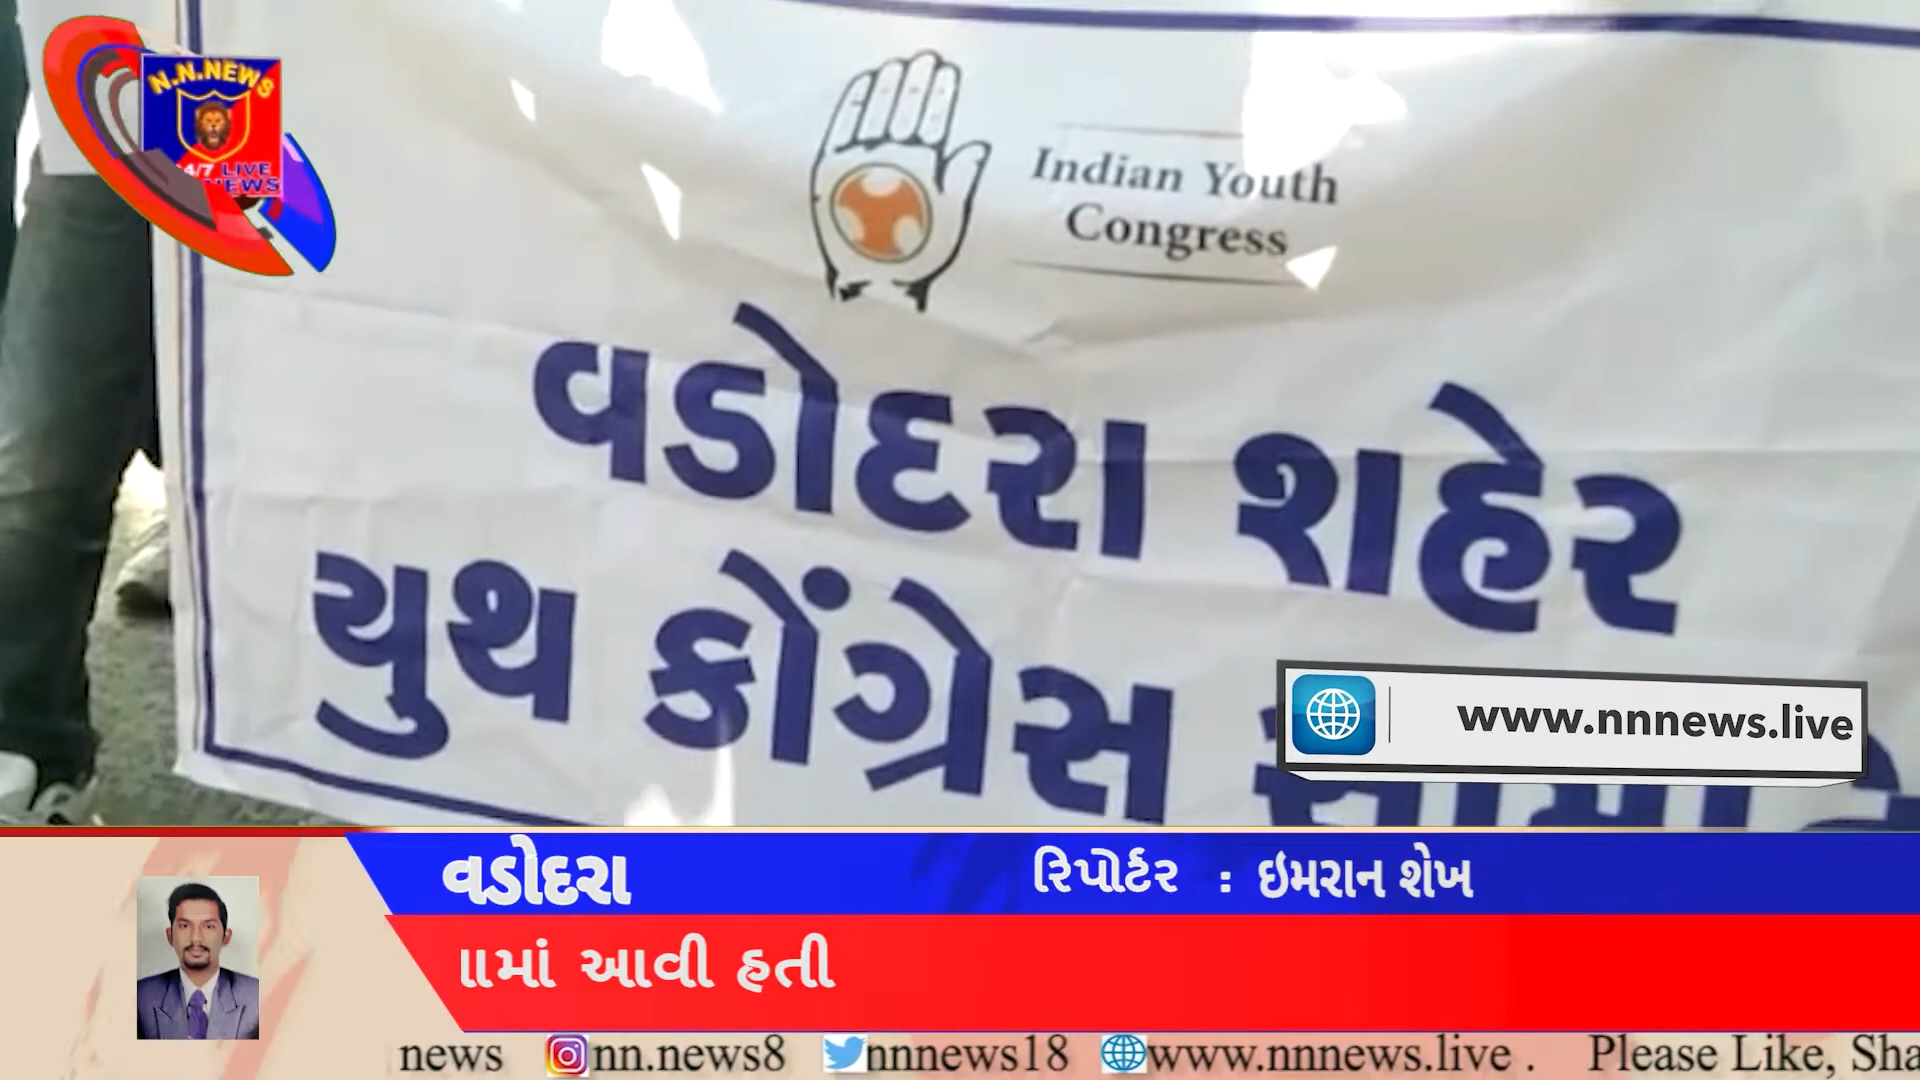 N.N.NEWS
24/7 LIVE
NEWS
Indian Youth
Congress
વડોદરા શહેર
યુથ કોંગ્રેસ
www.nnnews.live
વડોદરા
રિપોર્ટર : ઇમરાન શેખ
ામાં આવી હતી
news nn.news8 nnnews18 www.nnnews.live . Please Like, Sha